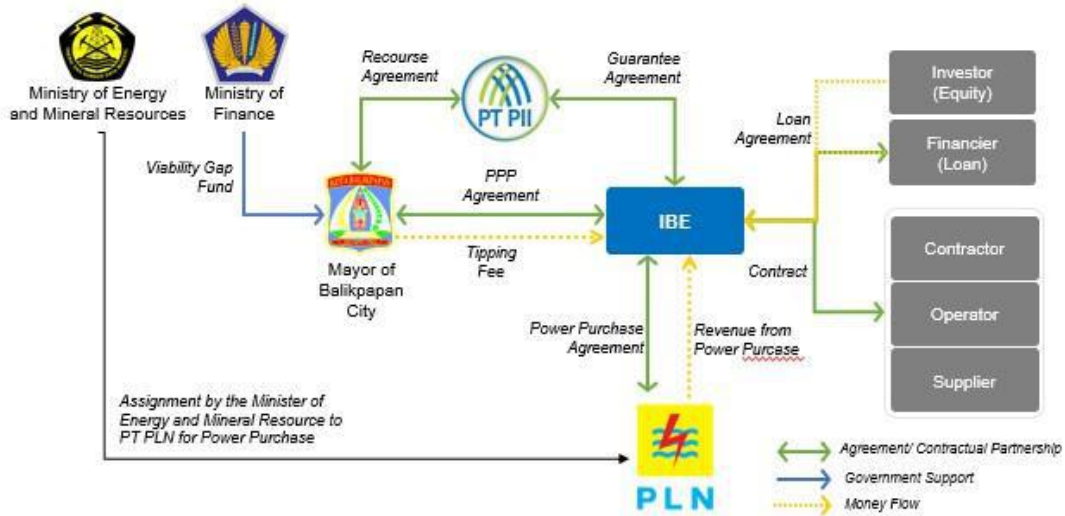 Ministry of Energy
and Mineral Resources
Ministry of
Finance
Recourse
Agreement
PT PII
Guarantee
Agreement
Investor
(Equity)
Loan
Agreement
Financier
(Loan)
Viability Gap
Fund
KOTA BALIKPAPAN
PPP
Agreement
IBE
Tipping
Fee
Mayor of
Balikpapan
City
Contract
Contractor
Operator
Supplier
Power Purchase
Agreement
Revenue from
Power Purcase
Assignment by the Minister of
Energy and Mineral Resource to
PT PLN for Power Purchase
PLN
Agreement/ Contractual Partnership
Government Support
Money Flow